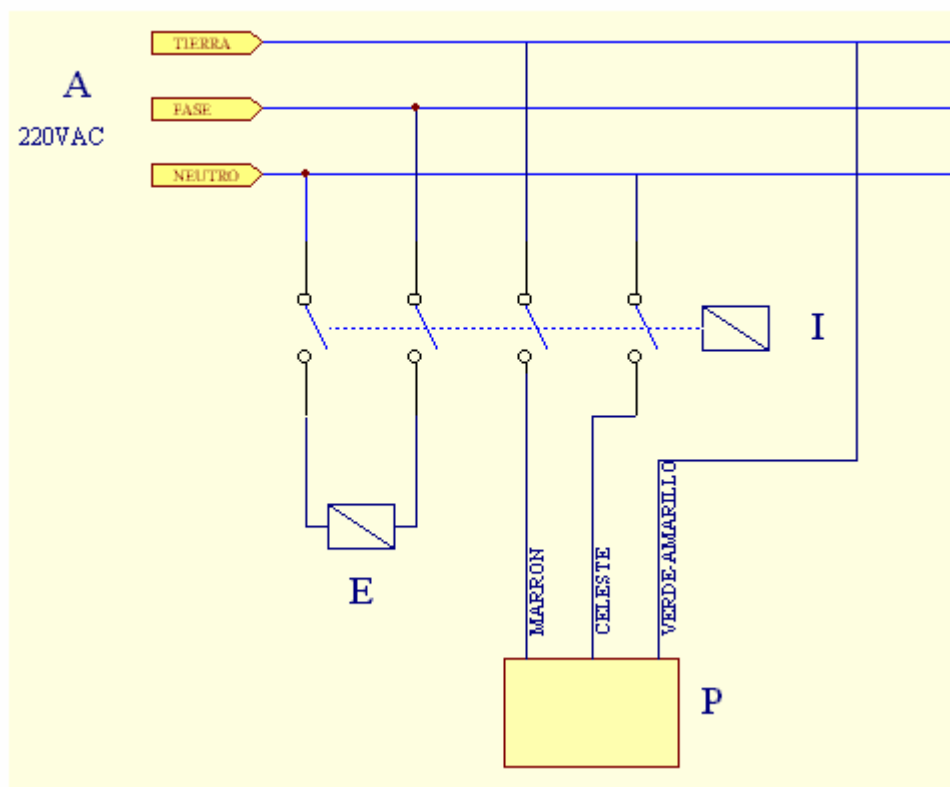 TIERRA
A
FASE
220VAC
NEUTRO
I
E
MARRON
CELESTE
VERDE-AMARILLO
P